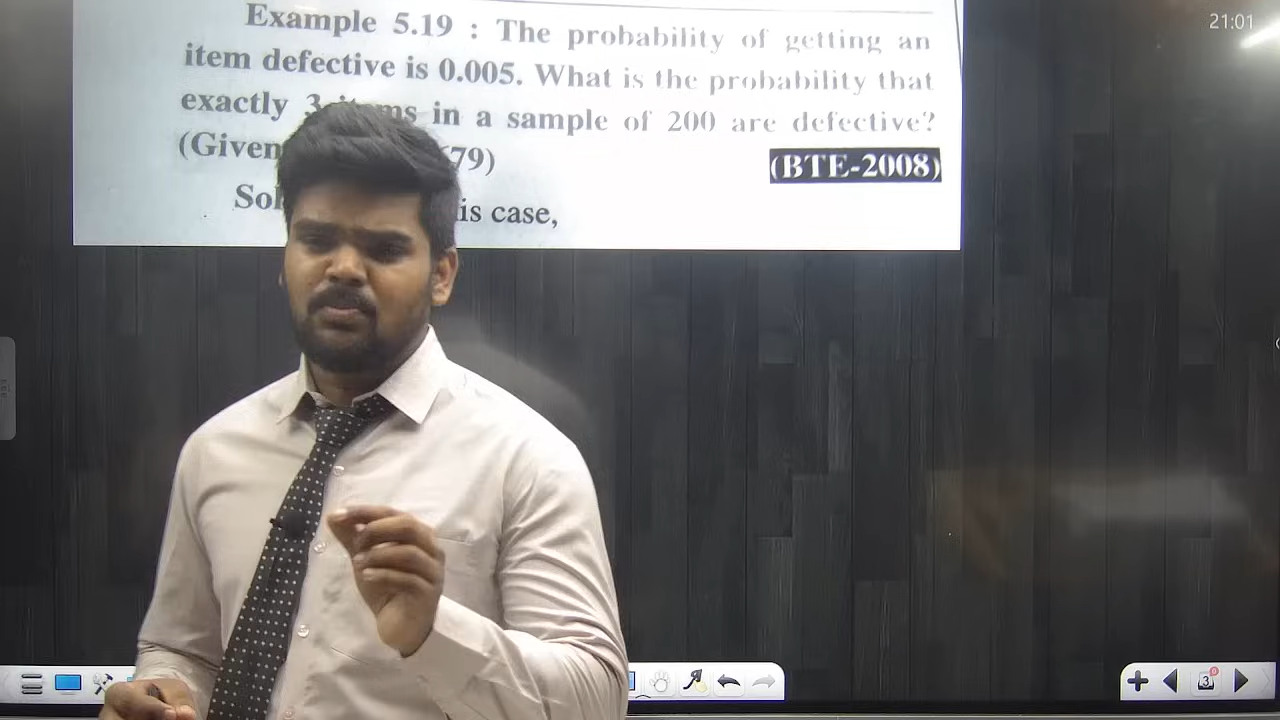 21:01
Example 5.19 : The probability of getting an
item defective is 0.005. What is the probability that
exactly 3 items in a sample of 200 are defective?
(Given 79)
(BTE-2008)
is case,
3